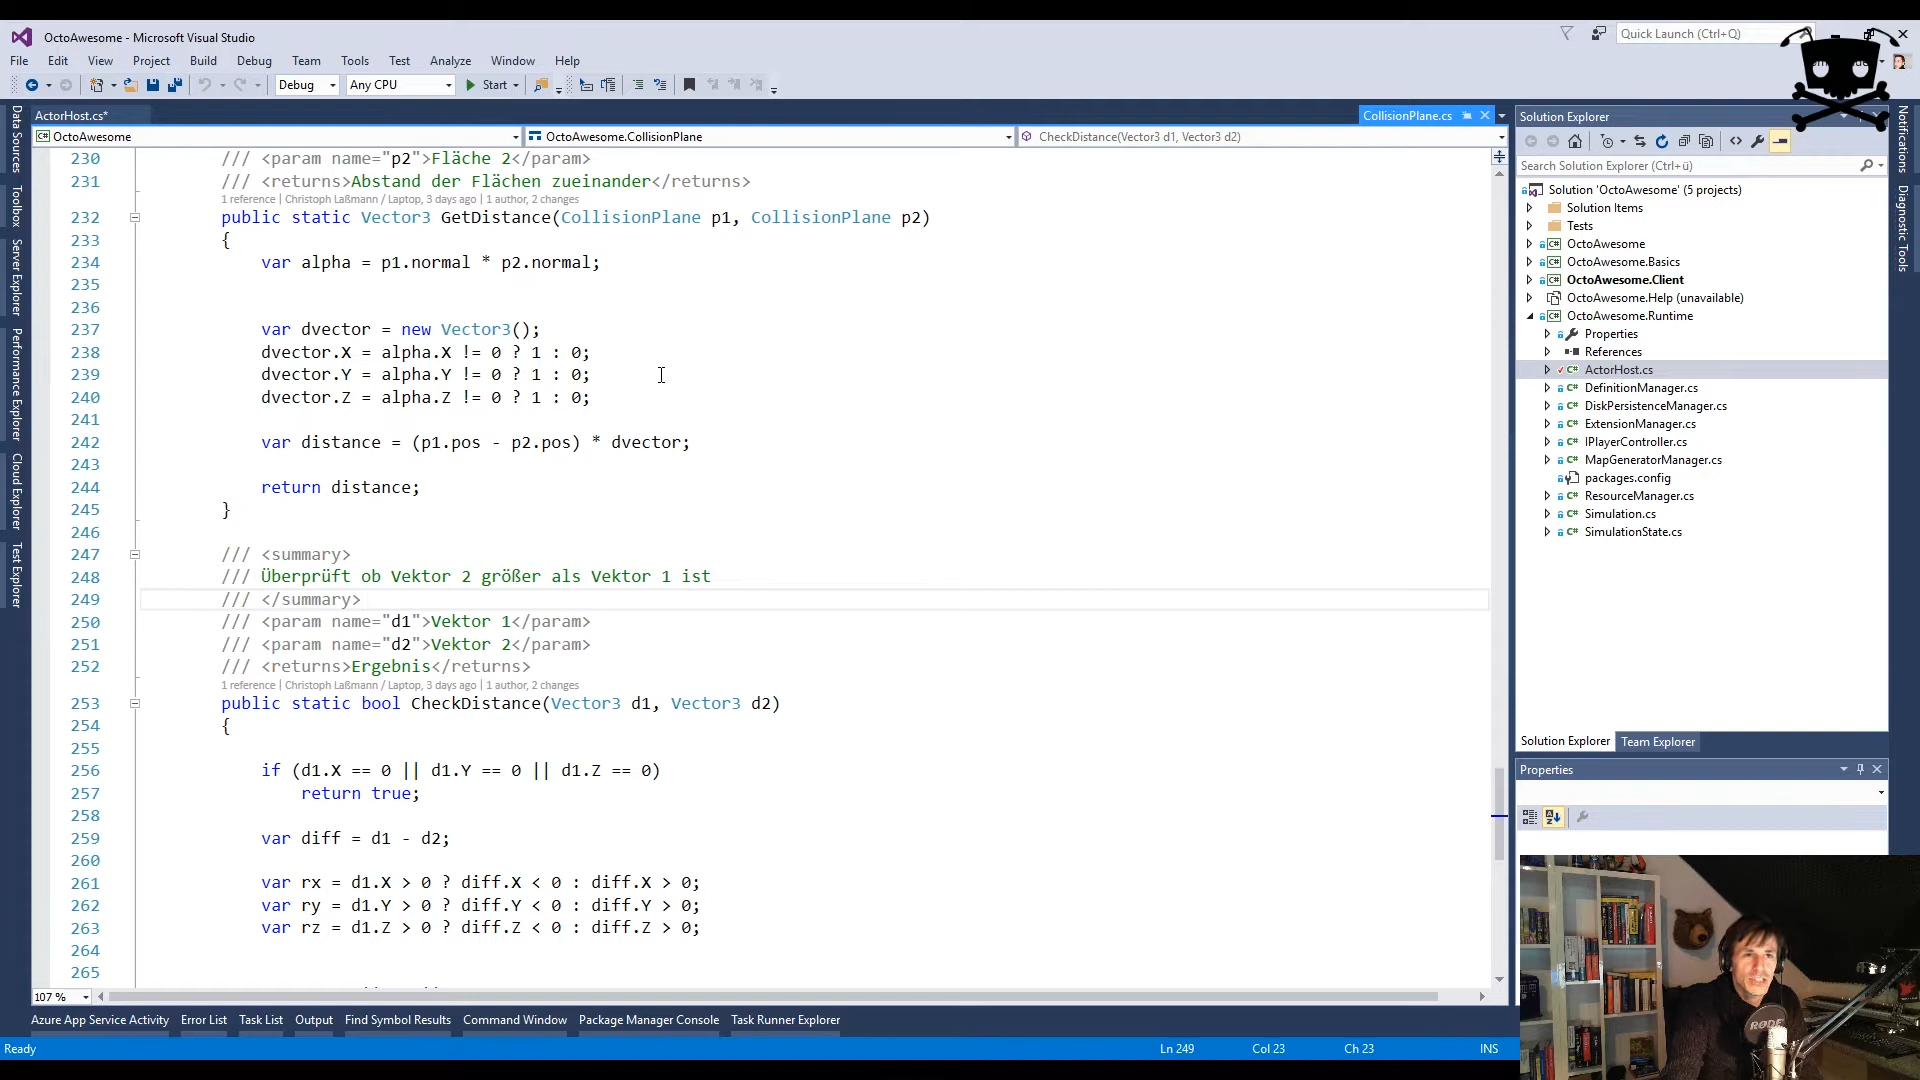 OctoAwesome - Microsoft Visual Studio
Quick Launch (Ctrl+Q)
File Edit View Project Build Debug Team Tools Test Analyze Window Help
Debug Any CPU Start
ActorHost.cs*
CollisionPlane.cs
OctoAwesome
OctoAwesome.CollisionPlane
CheckDistance(Vector3 d1, Vector3 d2)
Data Sources
Toolbox
Server Explorer
Performance Explorer
Cloud Explorer
Test Explorer
230 /// <param name="p2">Fläche 2</param>
231 /// <returns>Abstand der Flächen zueinander</returns>
1 reference | Christoph Laßmann / Laptop, 3 days ago | 1 author, 2 changes
232 public static Vector3 GetDistance(CollisionPlane p1, CollisionPlane p2)
233 {
234 var alpha = p1.normal * p2.normal;
235
236
237 var dvector = new Vector3();
238 dvector.X = alpha.X != 0 ? 1 : 0;
239 dvector.Y = alpha.Y != 0 ? 1 : 0;
240 dvector.Z = alpha.Z != 0 ? 1 : 0;
241
242 var distance = (p1.pos - p2.pos) * dvector;
243
244 return distance;
245 }
246
247 /// <summary>
248 /// Überprüft ob Vektor 2 größer als Vektor 1 ist
249 /// </summary>
250 /// <param name="d1">Vektor 1</param>
251 /// <param name="d2">Vektor 2</param>
252 /// <returns>Ergebnis</returns>
1 reference | Christoph Laßmann / Laptop, 3 days ago | 1 author, 2 changes
253 public static bool CheckDistance(Vector3 d1, Vector3 d2)
254 {
255
256 if (d1.X == 0 || d1.Y == 0 || d1.Z == 0)
257 return true;
258
259 var diff = d1 - d2;
260
261 var rx = d1.X > 0 ? diff.X < 0 : diff.X > 0;
262 var ry = d1.Y > 0 ? diff.Y < 0 : diff.Y > 0;
263 var rz = d1.Z > 0 ? diff.Z < 0 : diff.Z > 0;
264
265
107 %
Solution Explorer
Search Solution Explorer (Ctrl+ü)
Solution 'OctoAwesome' (5 projects)
Solution Items
Tests
OctoAwesome
OctoAwesome.Basics
OctoAwesome.Client
OctoAwesome.Help (unavailable)
OctoAwesome.Runtime
Properties
References
ActorHost.cs
DefinitionManager.cs
DiskPersistenceManager.cs
ExtensionManager.cs
IPlayerController.cs
MapGeneratorManager.cs
packages.config
ResourceManager.cs
Simulation.cs
SimulationState.cs
Solution Explorer Team Explorer
Properties
Notifications
Diagnostic Tools
RØDE
Azure App Service Activity Error List Task List Output Find Symbol Results Command Window Package Manager Console Task Runner Explorer
Ready Ln 249 Col 23 Ch 23 INS